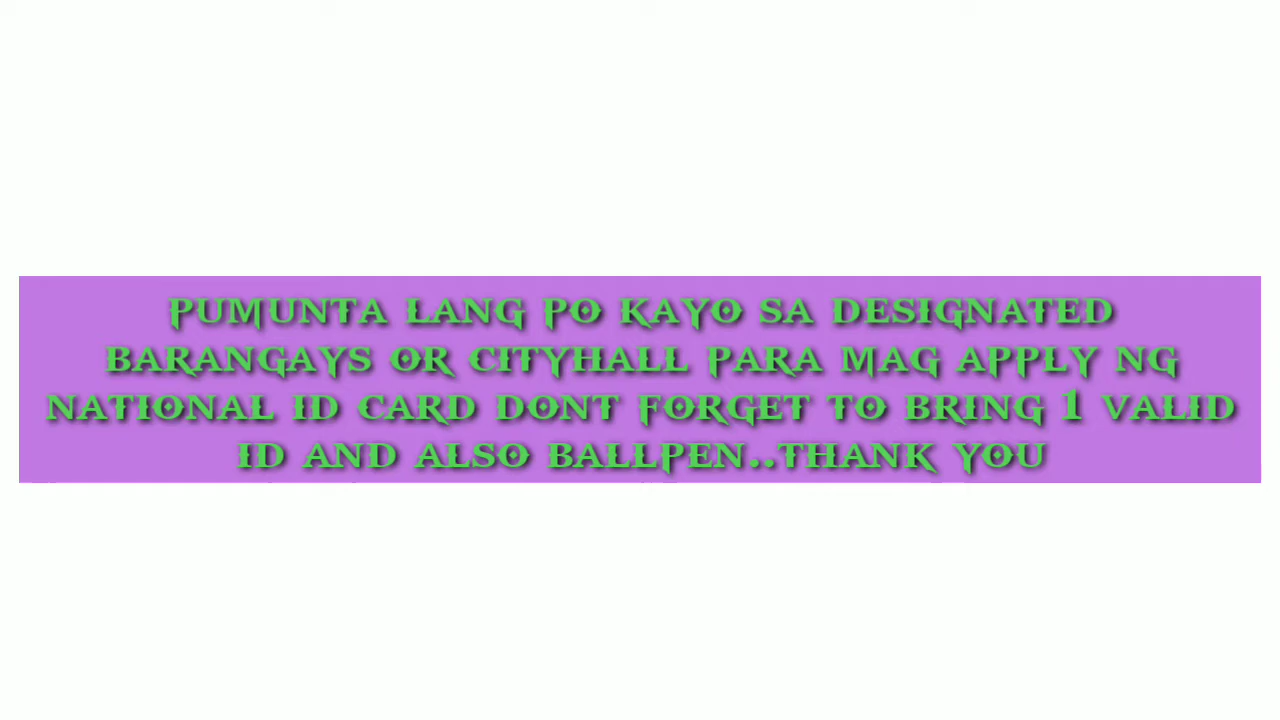 PUMUNTA LANG PO KAYO SA DESIGNATED
BARANGAYS OR CITYHALL PARA MAG APPLY NG
NATIONAL ID CARD DONT FORGET TO BRING 1 VALID
ID AND ALSO BALLPEN..THANK YOU